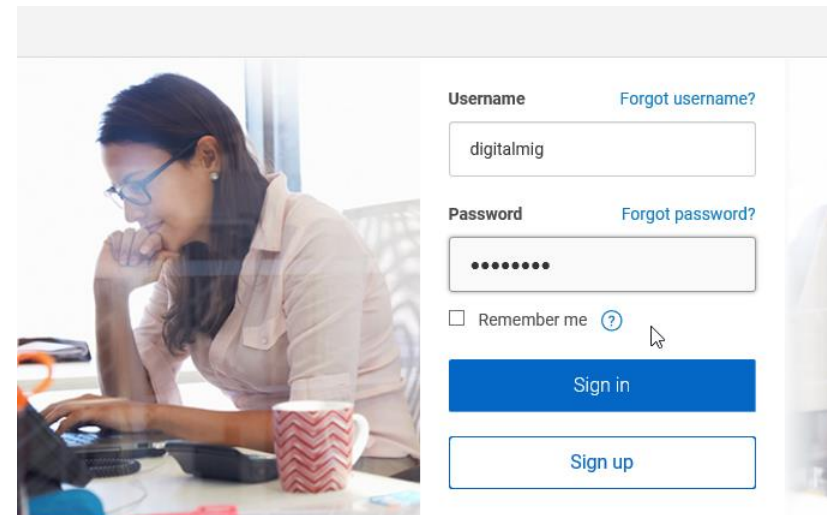 Username Forgot username?
digitalmig
Password Forgot password?
••••••••
Remember me ?
Sign in
Sign up